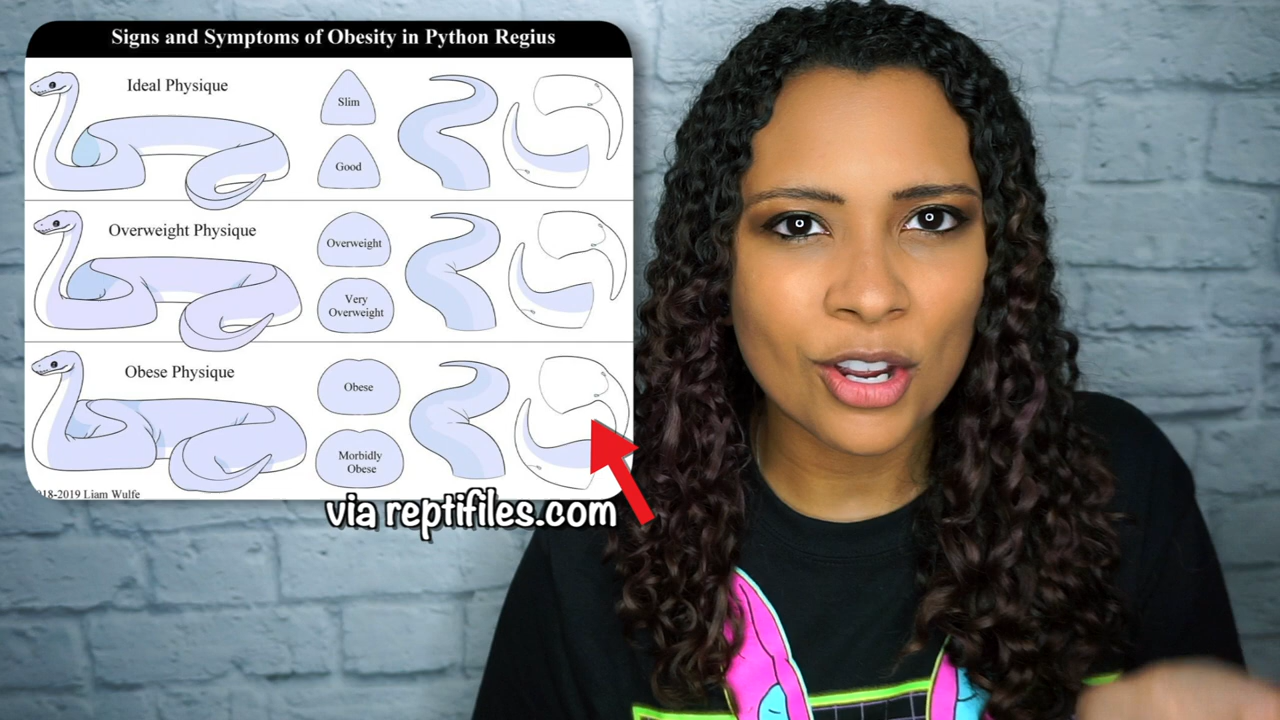 Signs and Symptoms of Obesity in Python Regius
Ideal Physique
Slim
Good
Overweight Physique
Overweight
Very
Overweight
Obese Physique
Obese
Morbidly
Obese
18-2019 Liam Wulfe
via reptifiles.com